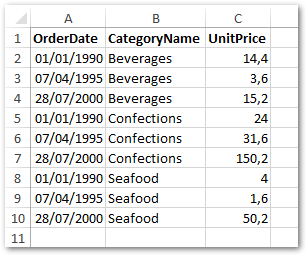 A B C
1 OrderDate CategoryName UnitPrice
2 01/01/1990 Beverages 14,4
3 07/04/1995 Beverages 3,6
4 28/07/2000 Beverages 15,2
5 01/01/1990 Confections 24
6 07/04/1995 Confections 31,6
7 28/07/2000 Confections 150,2
8 01/01/1990 Seafood 4
9 07/04/1995 Seafood 1,6
10 28/07/2000 Seafood 50,2
11